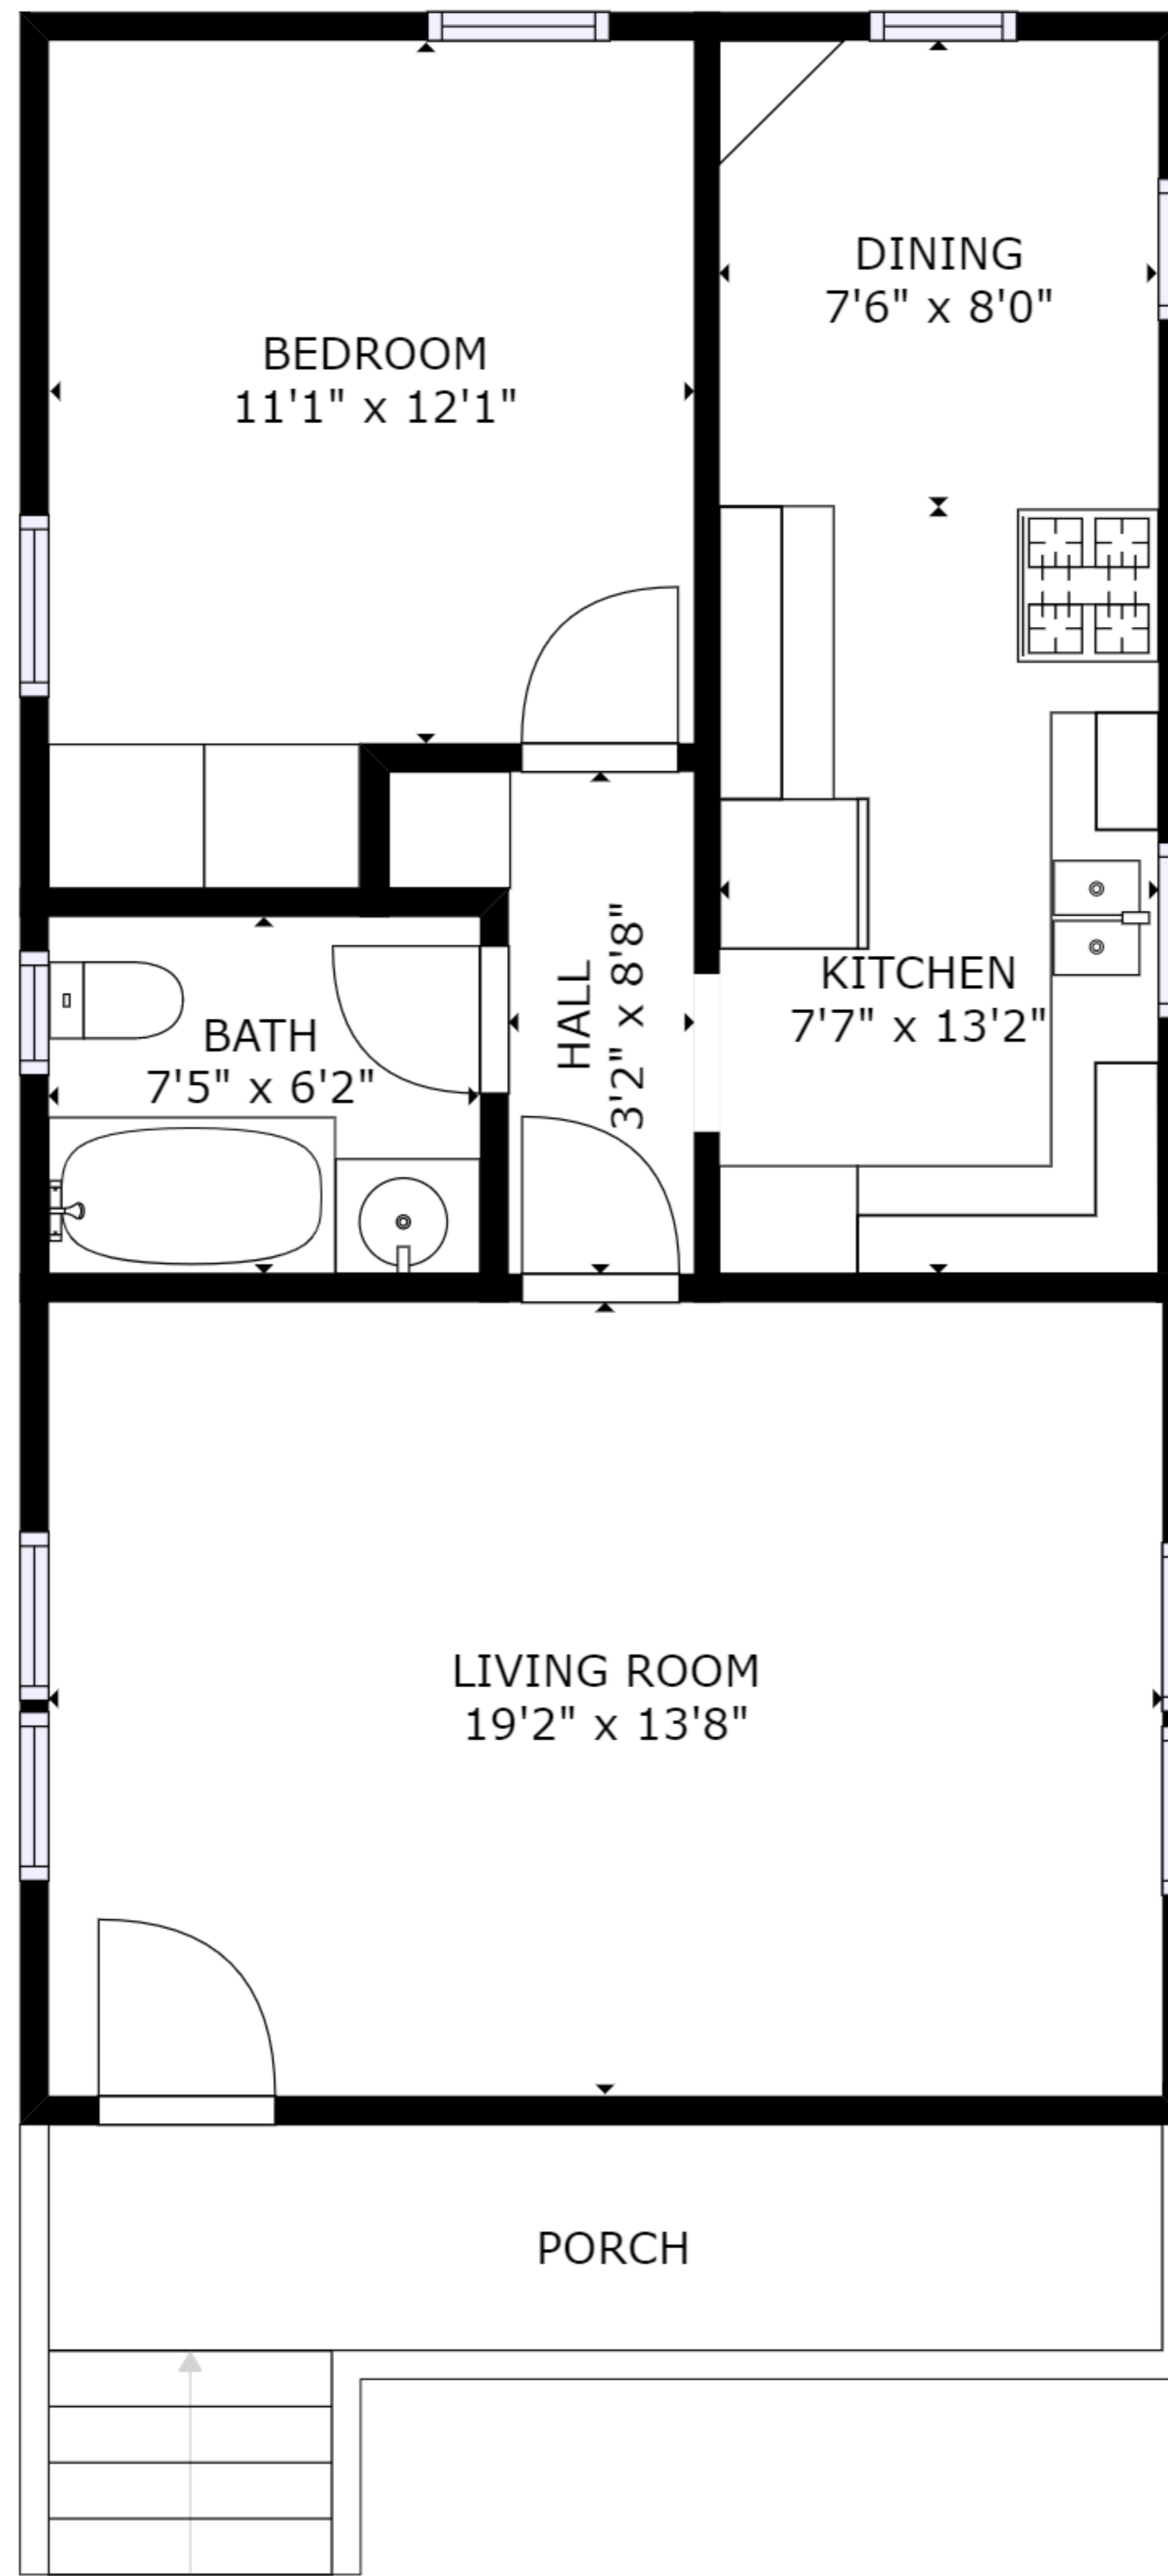 DINING
7'6" x 8'0"
BEDROOM
11'1" x 12'1"
HALL
3'2" x 8'8"
KITCHEN
7'7" x 13'2"
BATH
7'5" x 6'2"
LIVING ROOM
19'2" x 13'8"
PORCH